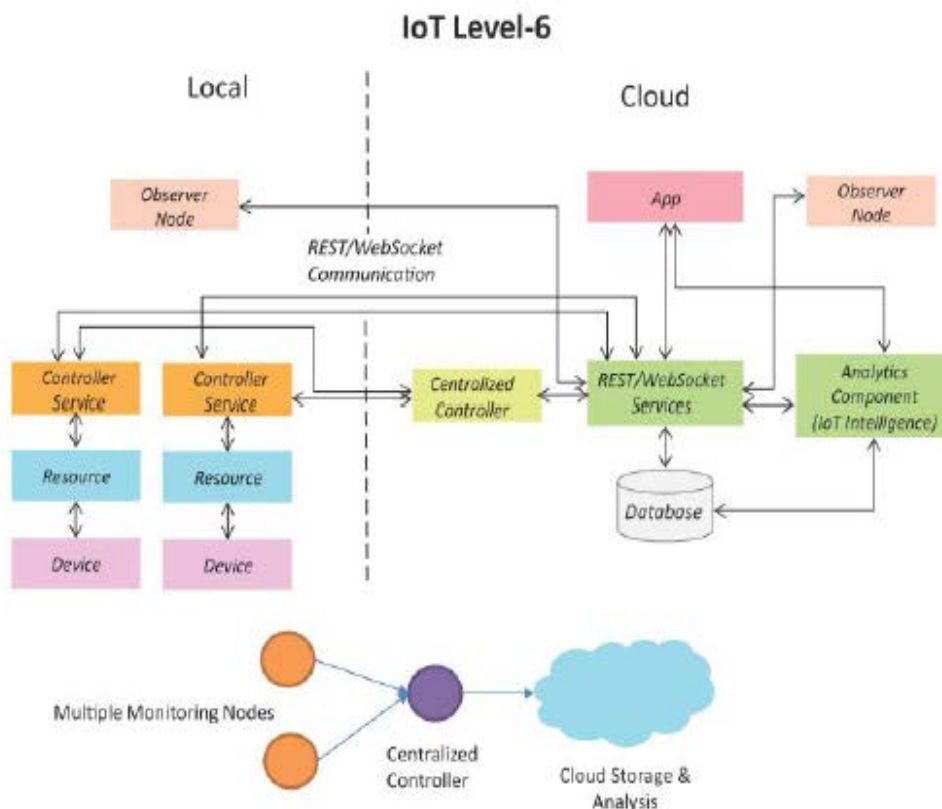 IoT Level-6
Local
Cloud
Observer
Node
App
Observer
Node
REST/WebSocket
Communication
Controller
Service
Controller
Service
Centralized
Controller
REST/WebSocket
Services
Analytics
Component
(IoT Intelligence)
Resource
Resource
Database
Device
Device
Multiple Monitoring Nodes
Centralized
Controller
Cloud Storage &
Analysis